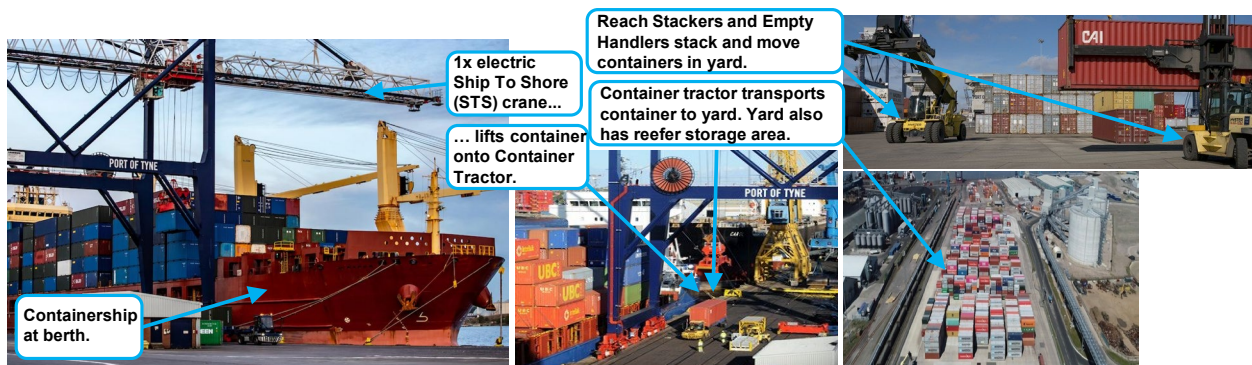 1x electric
Ship To Shore
(STS) crane...
... lifts container
onto Container
Tractor.
Reach Stackers and Empty
Handlers stack and move
containers in yard.
Container tractor transports
container to yard. Yard also
has reefer storage area.
Containership
at berth.
PORT OF TYNE
PORT OF TYNE
CAI
UBC
UBC